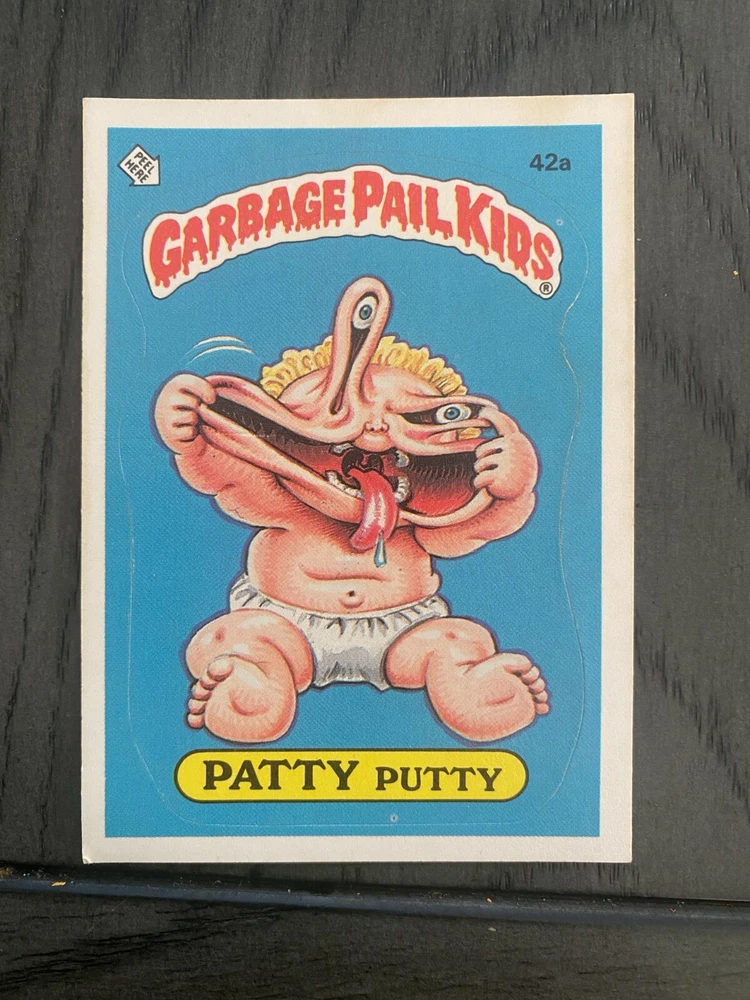 PEEL HERE
42a
GARBAGE PAIL KIDS ®
PATTY PUTTY